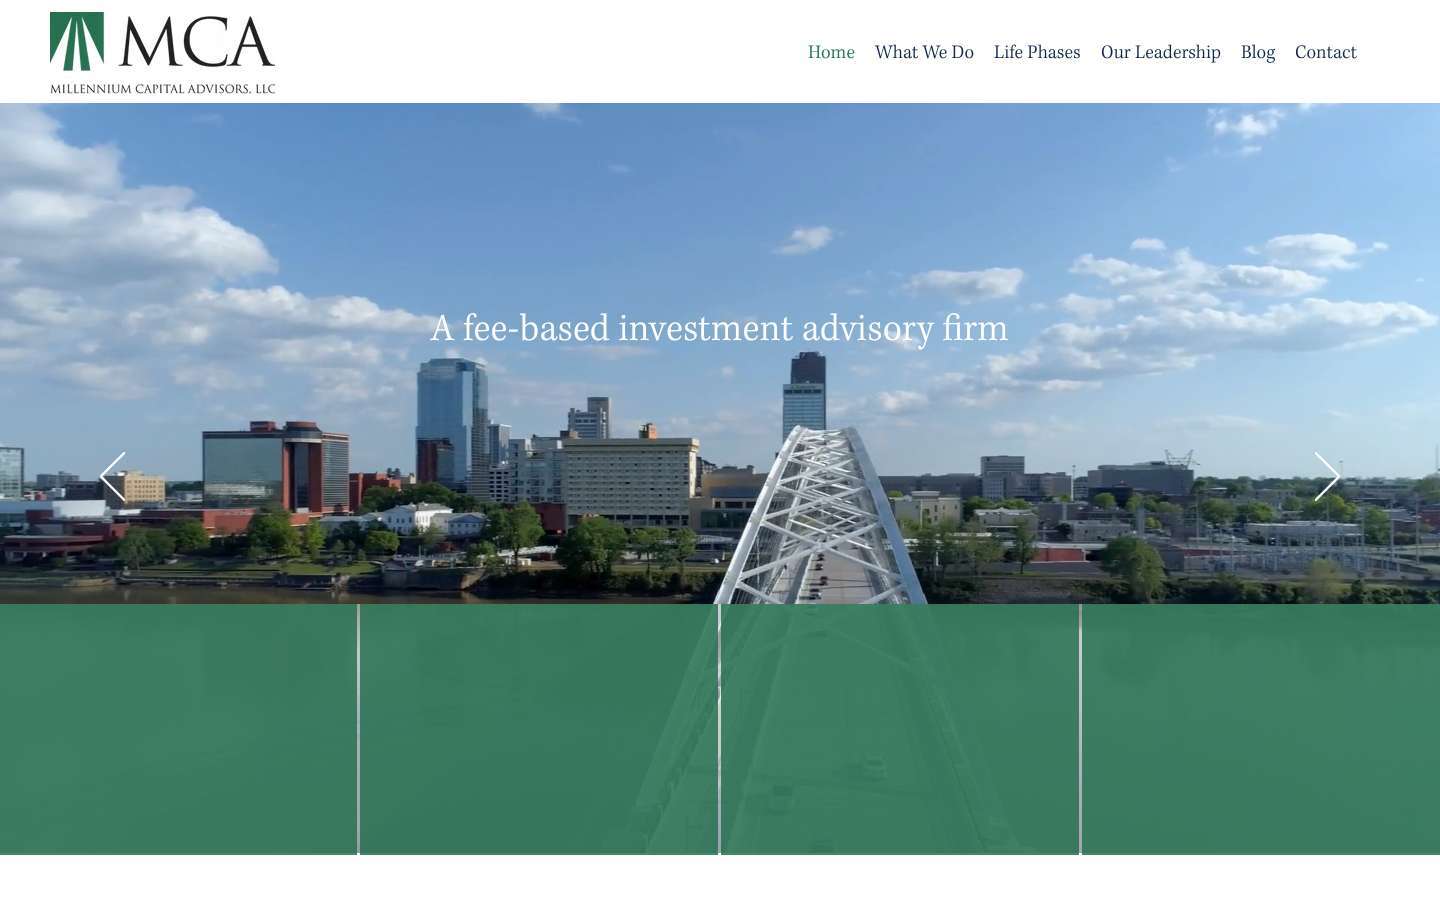 MCA
MILLENNIUM CAPITAL ADVISORS, LLC
Home What We Do Life Phases Our Leadership Blog Contact
A fee-based investment advisory firm